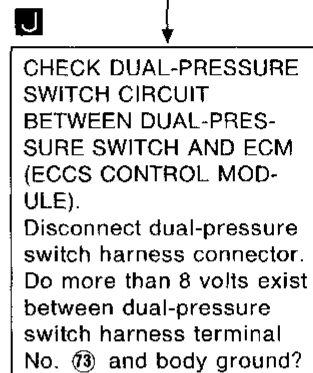 J
CHECK DUAL-PRESSURE
SWITCH CIRCUIT
BETWEEN DUAL-PRES-
SURE SWITCH AND ECM
(ECCS CONTROL MOD-
ULE).
Disconnect dual-pressure
switch harness connector.
Do more than 8 volts exist
between dual-pressure
switch harness terminal
No. 73 and body ground?